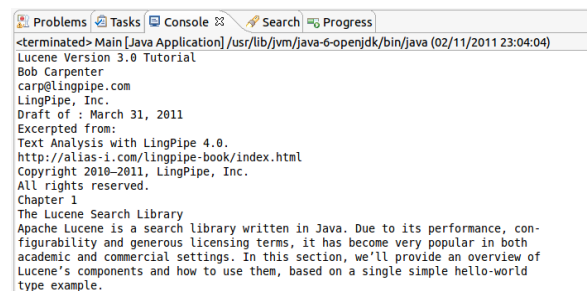 Problems Tasks Console Search Progress
<terminated> Main [Java Application] /usr/lib/jvm/java-6-openjdk/bin/java (02/11/2011 23:04:04)
Lucene Version 3.0 Tutorial
Bob Carpenter
carp@lingpipe.com
LingPipe, Inc.
Draft of : March 31, 2011
Excerpted from:
Text Analysis with LingPipe 4.0.
http://alias-i.com/lingpipe-book/index.html
Copyright 2010–2011, LingPipe, Inc.
All rights reserved.
Chapter 1
The Lucene Search Library
Apache Lucene is a search library written in Java. Due to its performance, con-
figurability and generous licensing terms, it has become very popular in both
academic and commercial settings. In this section, we’ll provide an overview of
Lucene’s components and how to use them, based on a single simple hello-world
type example.